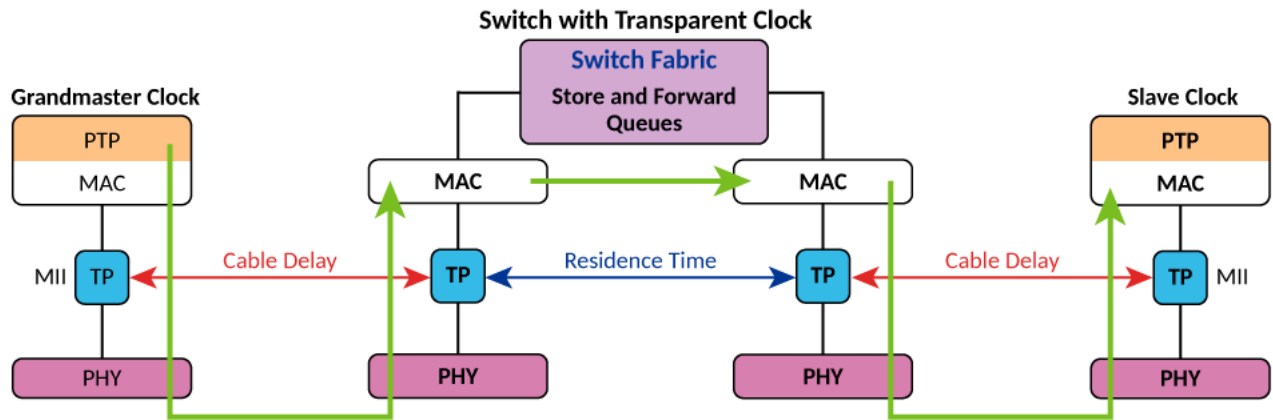 Switch with Transparent Clock
Switch Fabric
Store and Forward
Queues
Grandmaster Clock
PTP
MAC
MII
TP
PHY
Cable Delay
MAC
TP
PHY
Residence Time
MAC
TP
PHY
Cable Delay
Slave Clock
PTP
MAC
TP
MII
PHY